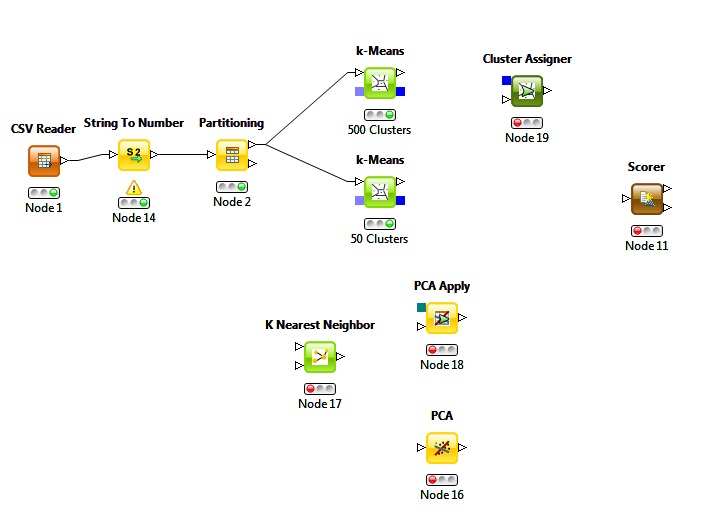 k-Means
500 Clusters
Cluster Assigner
Node 19
CSV Reader
Node 1
String To Number
S2
Node 14
Partitioning
Node 2
k-Means
50 Clusters
Scorer
Node 11
PCA Apply
Node 18
K Nearest Neighbor
Node 17
PCA
Node 16